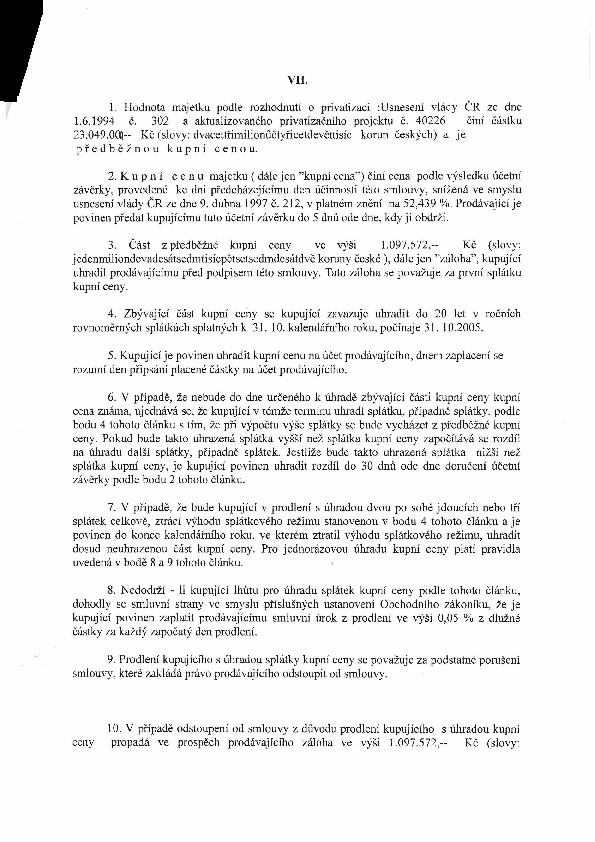 VII.
1. Hodnota majetku podle rozhodnutí o privatizaci :Usnesení vlády ČR ze dne
1.6.1994 č. 302 a aktualizovaného privatizačního projektu č. 40226 činí částku
23.049.000,-- Kč (slovy: dvacettřimilionůčtyřicetdevěttisíc korun českých) a je
p ř e d b ě ž n o u k u p n í c e n o u.
2. K u p n í c e n u majetku ( dále jen ”kupní cena”) činí cena podle výsledku účetní
závěrky, provedené ke dni předcházejícímu den účinnosti této smlouvy, snížená ve smyslu
usnesení vlády ČR ze dne 9. dubna 1997 č. 212, v platném znění na 52,439 %. Prodávající je
povinen předat kupujícímu tuto účetní závěrku do 5 dnů ode dne, kdy ji obdrží.
3. Část z předběžné kupní ceny ve výši 1.097.572,-- Kč (slovy:
jedenmiliondevadesátsedmtisícpětsetsedmdesátdvě koruny české ), dále jen ”záloha”, kupující
uhradil prodávajícímu před podpisem této smlouvy. Tato záloha se považuje za první splátku
kupní ceny.
4. Zbývající část kupní ceny se kupující zavazuje uhradit do 20 let v ročních
rovnoměrných splátkách splatných k 31. 10. kalendářního roku, počínaje 31. 10.2005.
5. Kupující je povinen uhradit kupní cenu na účet prodávajícího, dnem zaplacení se
rozumí den připsání placené částky na účet prodávajícího.
6. V případě, že nebude do dne určeného k úhradě zbývající části kupní ceny kupní
cena známa, ujednává se, že kupující v témže termínu uhradí splátku, případně splátky, podle
bodu 4 tohoto článku s tím, že při výpočtu výše splátky se bude vycházet z předběžné kupní
ceny. Pokud bude takto uhrazená splátka vyšší než splátka kupní ceny započítává se rozdíl
na úhradu další splátky, případně splátek. Jestliže bude takto uhrazená splátka nižší než
splátka kupní ceny, je kupující povinen uhradit rozdíl do 30 dnů ode dne doručení účetní
závěrky podle bodu 2 tohoto článku.
7. V případě, že bude kupující v prodlení s úhradou dvou po sobě jdoucích nebo tří
splátek celkově, ztrácí výhodu splátkového režimu stanovenou v bodu 4 tohoto článku a je
povinen do konce kalendářního roku, ve kterém ztratil výhodu splátkového režimu, uhradit
dosud neuhrazenou část kupní ceny. Pro jednorázovou úhradu kupní ceny platí pravidla
uvedená v bodě 8 a 9 tohoto článku.
8. Nedodrží - li kupující lhůtu pro úhradu splátek kupní ceny podle tohoto článku,
dohodly se smluvní strany ve smyslu příslušných ustanovení Obchodního zákoníku, že je
kupující povinen zaplatit prodávajícímu smluvní úrok z prodlení ve výši 0,05 % z dlužné
částky za každý započatý den prodlení.
9. Prodlení kupujícího s úhradou splátky kupní ceny se považuje za podstatné porušení
smlouvy, které zakládá právo prodávajícího odstoupit od smlouvy.
10. V případě odstoupení od smlouvy z důvodu prodlení kupujícího s úhradou kupní
ceny propadá ve prospěch prodávajícího záloha ve výši 1.097.572,-- Kč (slovy: